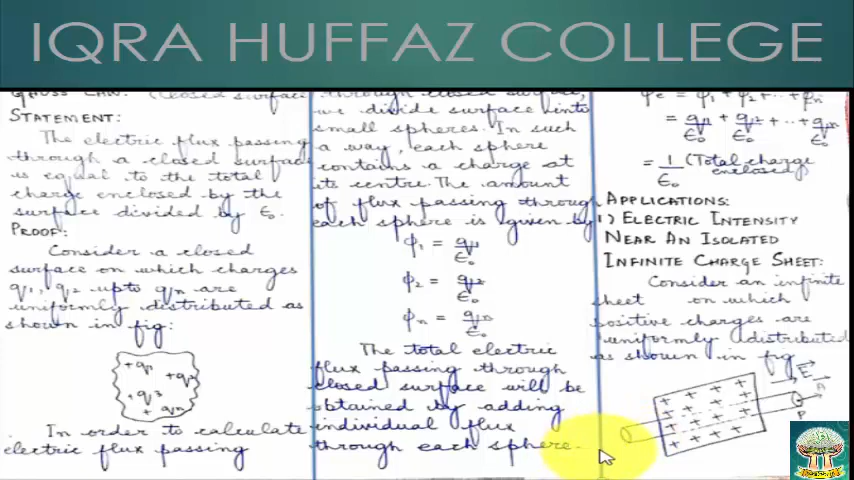 IQRA HUFFAZ COLLEGE
GAUSS LAW: (Closed surface
STATEMENT:
The electric flux passing
through a closed surface
is equal to the total
charge enclosed by the
surface divided by ε₀.
PROOF:
Consider a closed
surface on which charges
q₁, q₂ upto qn are
uniformly distributed as
shown in fig:
+q₁
+q₂
+q₃
+qn
In order to calculate
electric flux passing
through closed surface,
we divide surface into
small spheres. In such
a way, each sphere
contains a charge at
its centre. The amount
of flux passing through
each sphere is given by
φ₁ = q₁/ε₀
φ₂ = q₂/ε₀
φn = qn/ε₀
The total electric
flux passing through
closed surface will be
obtained by adding
individual flux
through each sphere.
φe = φ₁ + φ₂ + ... + φn
= q₁/ε₀ + q₂/ε₀ + ... + qn/ε₀
= 1/ε₀ (Total charge
enclosed)
APPLICATIONS:
1) ELECTRIC INTENSITY
NEAR AN ISOLATED
INFINITE CHARGE SHEET:
Consider an infinite
sheet on which
positive charges are
uniformly distributed
as shown in fig
E
A
P
+ + + +
+ + + +
+ + + +
+ + + +